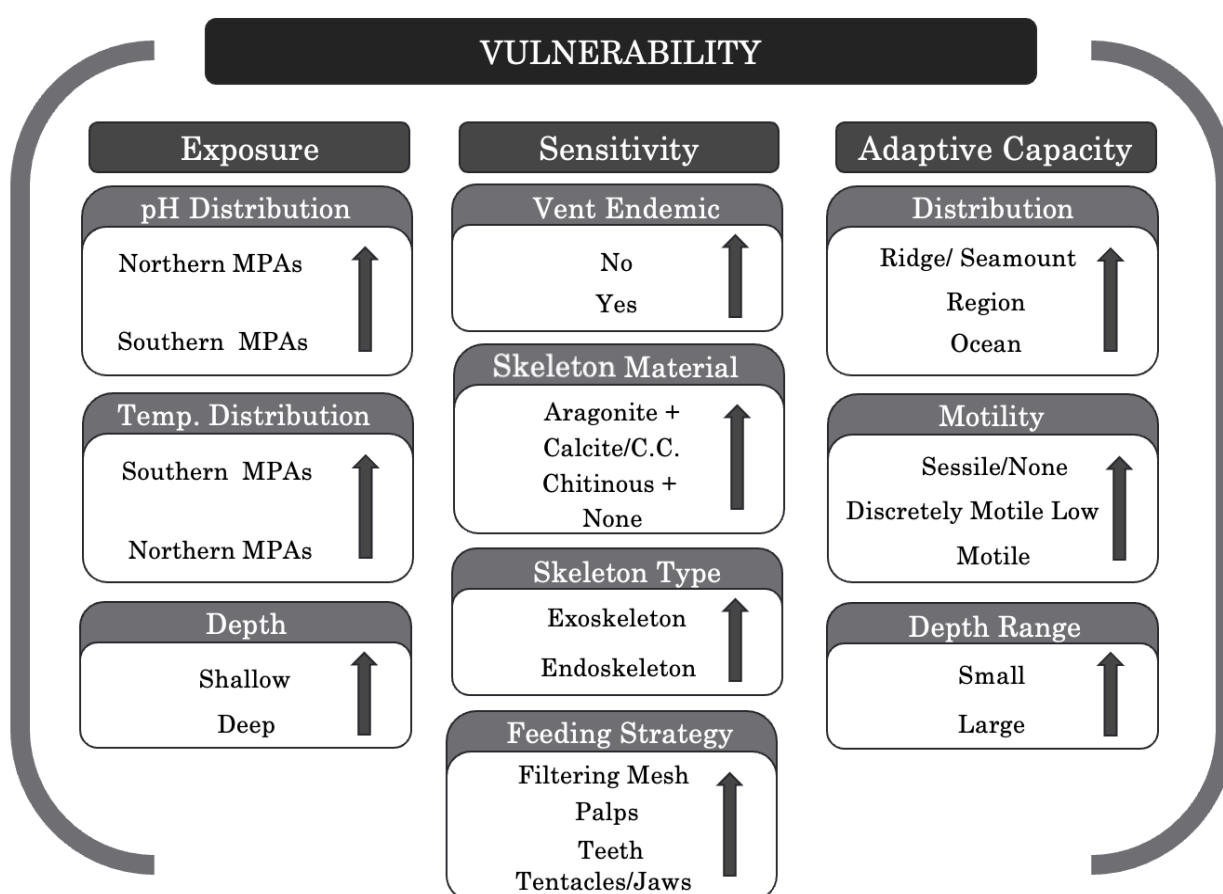 VULNERABILITY
Exposure
pH Distribution
Northern MPAs
Southern MPAs
Temp. Distribution
Southern MPAs
Northern MPAs
Depth
Shallow
Deep
Sensitivity
Vent Endemic
No
Yes
Skeleton Material
Aragonite +
Calcite/C.C.
Chitinous +
None
Skeleton Type
Exoskeleton
Endoskeleton
Feeding Strategy
Filtering Mesh
Palps
Teeth
Tentacles/Jaws
Adaptive Capacity
Distribution
Ridge/ Seamount
Region
Ocean
Motility
Sessile/None
Discretely Motile Low
Motile
Depth Range
Small
Large